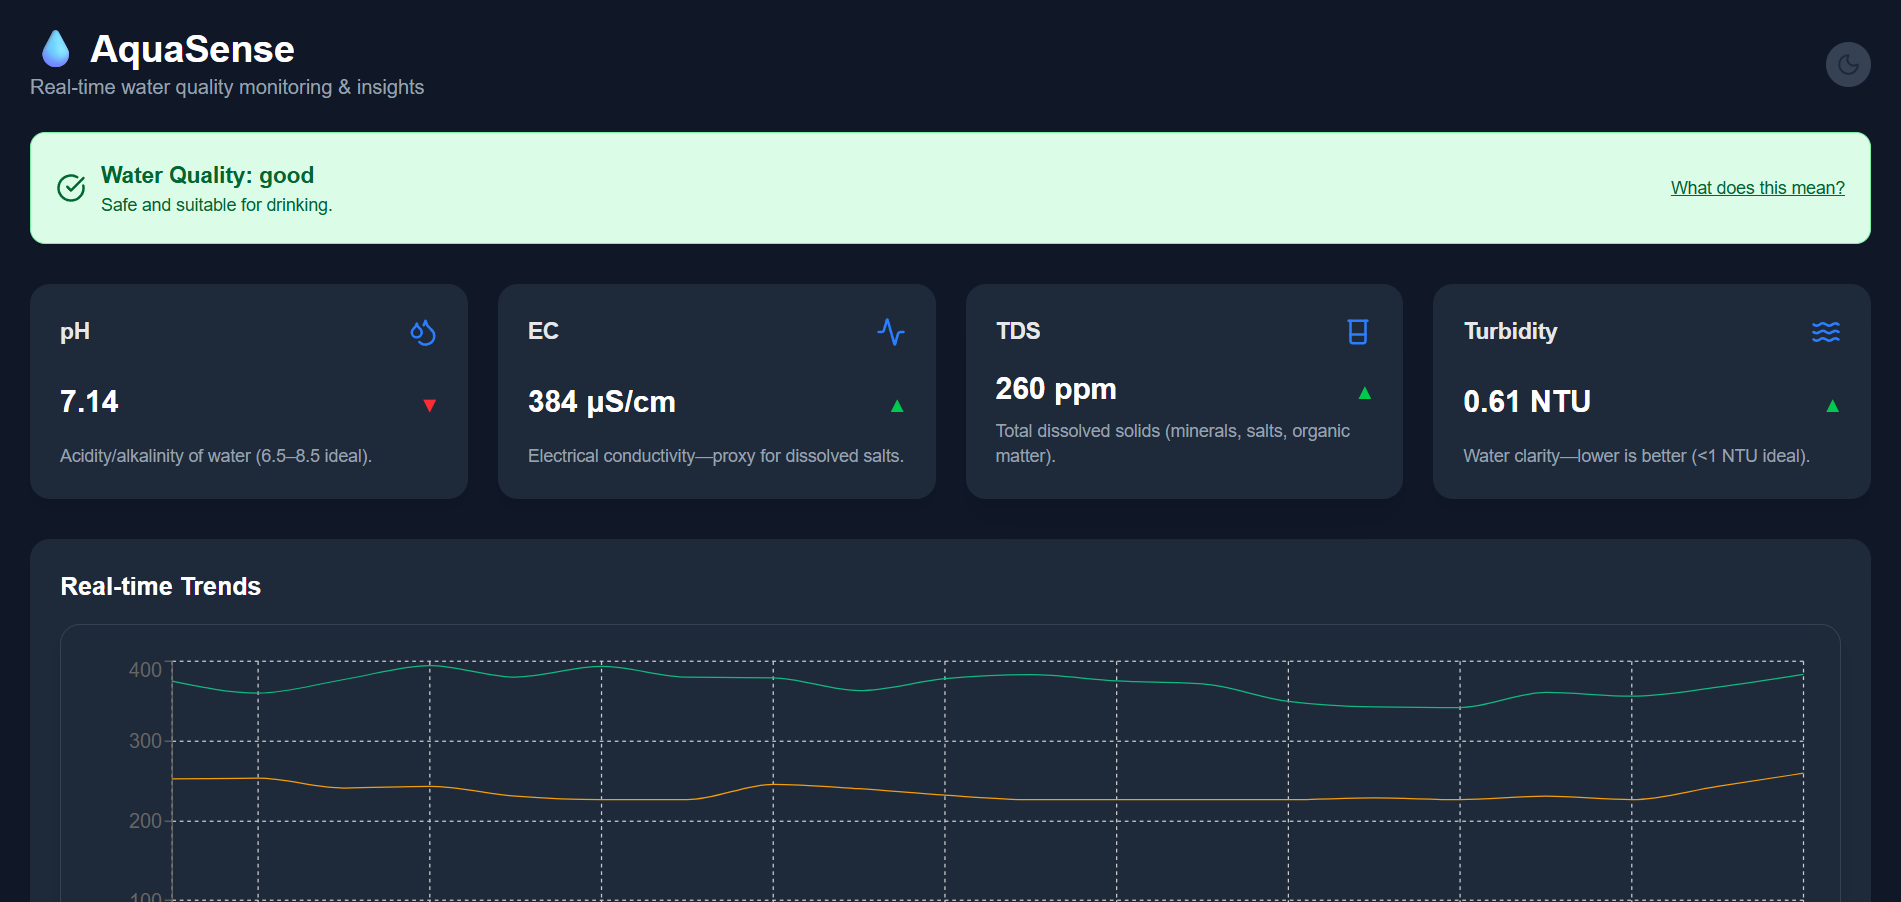 AquaSense
Real-time water quality monitoring & insights
Water Quality: good
Safe and suitable for drinking.
What does this mean?
pH
7.14
Acidity/alkalinity of water (6.5–8.5 ideal).
EC
384 µS/cm
Electrical conductivity—proxy for dissolved salts.
TDS
260 ppm
Total dissolved solids (minerals, salts, organic
matter).
Turbidity
0.61 NTU
Water clarity—lower is better (<1 NTU ideal).
Real-time Trends
400
300
200
100